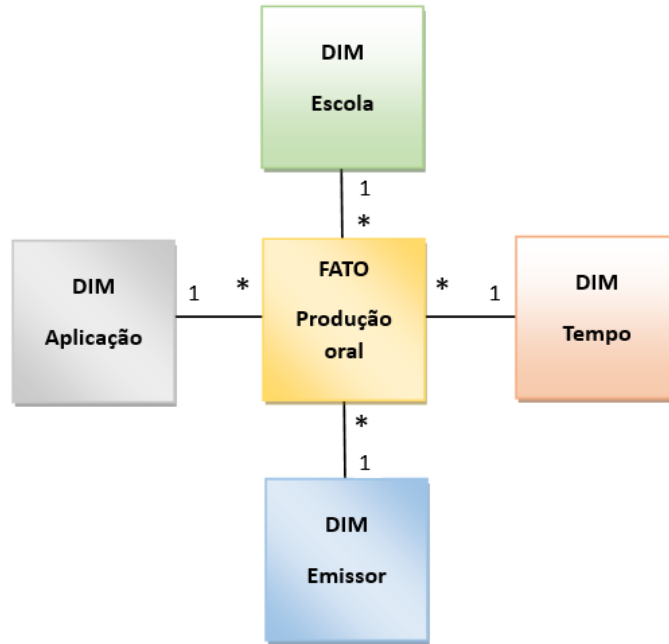 DIM
Escola
1
*
DIM
Aplicação
1
*
FATO
Produção
oral
*
1
DIM
Tempo
*
1
DIM
Emissor